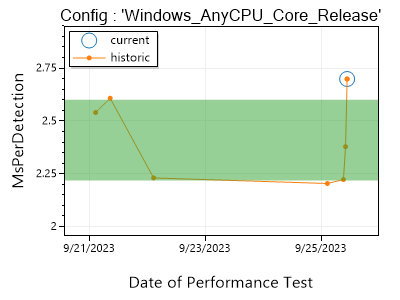 Config : 'Windows_AnyCPU_Core_Release'
current
historic
MsPerDetection
2.75
2.5
2.25
2
9/21/2023
9/23/2023
9/25/2023
Date of Performance Test